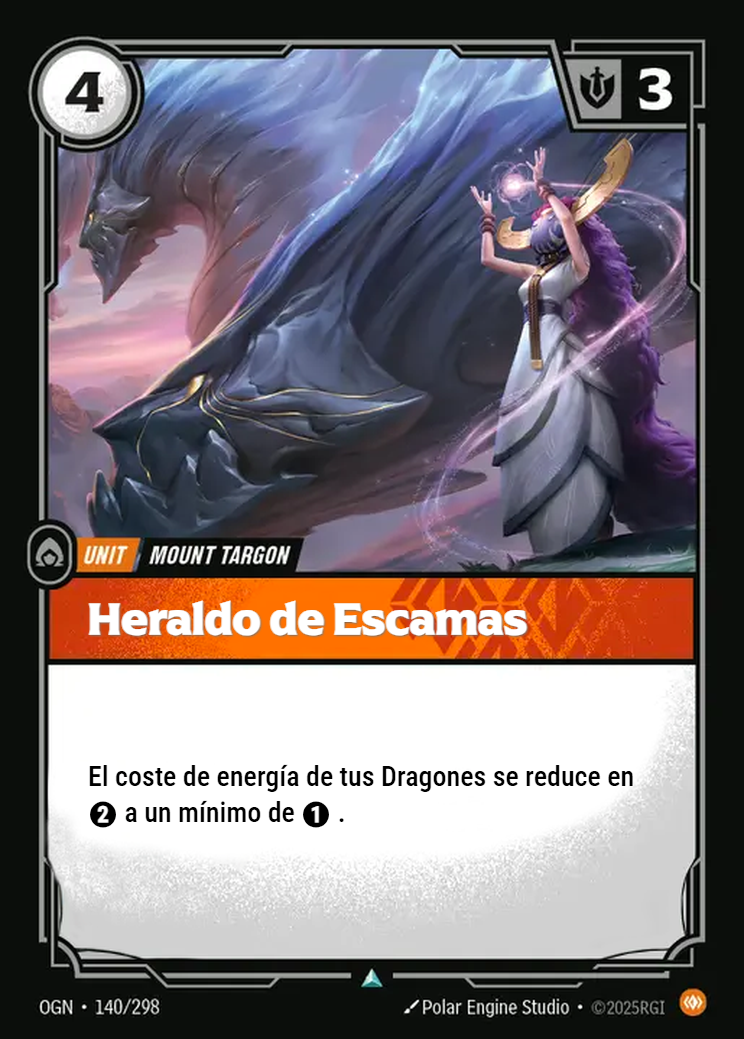 4
3
UNIT
MOUNT TARGON
Heraldo de Escamas
El coste de energía de tus Dragones se reduce en
2 a un mínimo de 1 .
OGN • 140/298
Polar Engine Studio • ©2025RGI